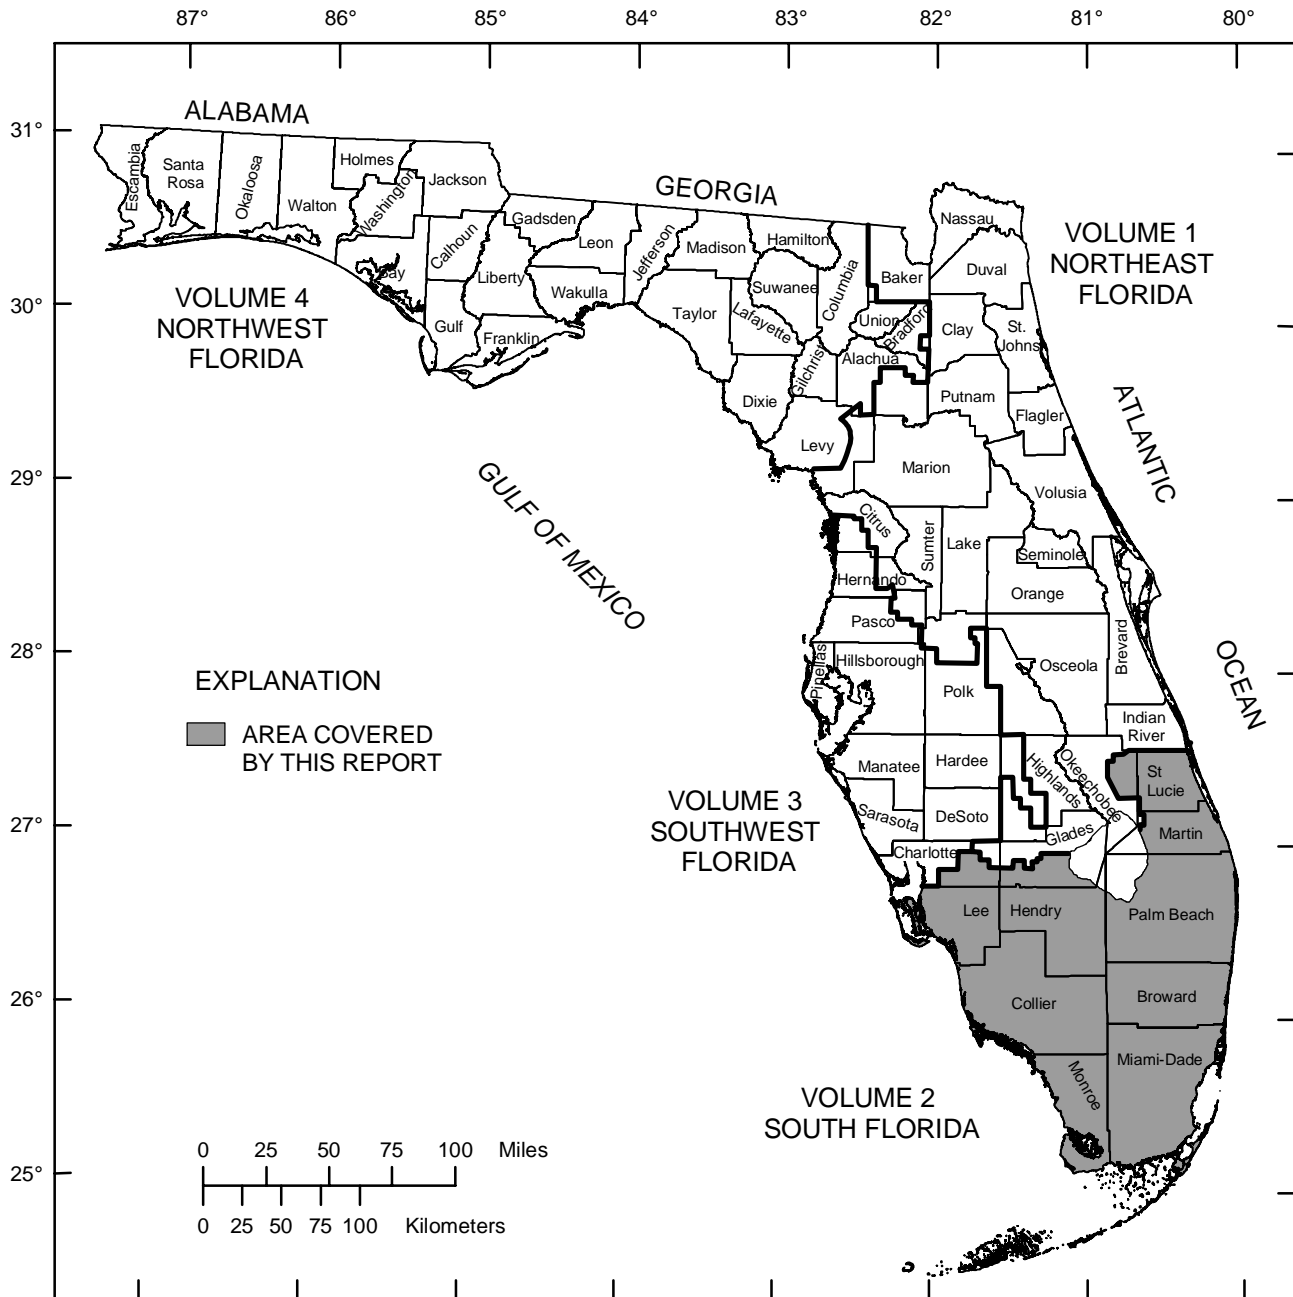 87° 86° 85° 84° 83° 82° 81° 80°
31°
30°
29°
28°
27°
26°
25°
ALABAMA
GEORGIA
VOLUME 1
NORTHEAST
FLORIDA
VOLUME 4
NORTHWEST
FLORIDA
GULF OF MEXICO
ATLANTIC
OCEAN
Escambia
Santa
Rosa
Okaloosa
Walton
Holmes
Washington
Jackson
Bay
Calhoun
Gulf
Liberty
Gadsden
Franklin
Leon
Wakulla
Jefferson
Madison
Taylor
Hamilton
Suwanee
Lafayette
Dixie
Columbia
Gilchrist
Levy
Baker
Union
Bradford
Alachua
Nassau
Duval
Clay
St.
Johns
Putnam
Flagler
Marion
Volusia
Citrus
Sumter
Lake
Seminole
Hernando
Orange
Pasco
Brevard
Pinellas
Hillsborough
Polk
Osceola
Indian
River
Manatee
Hardee
Highlands
Okeechobee
St
Lucie
Sarasota
DeSoto
Glades
Martin
Charlotte
Lee
Hendry
Palm Beach
Collier
Broward
Monroe
Miami-Dade
EXPLANATION
AREA COVERED
BY THIS REPORT
VOLUME 3
SOUTHWEST
FLORIDA
VOLUME 2
SOUTH FLORIDA
0 25 50 75 100 Miles
0 25 50 75 100 Kilometers